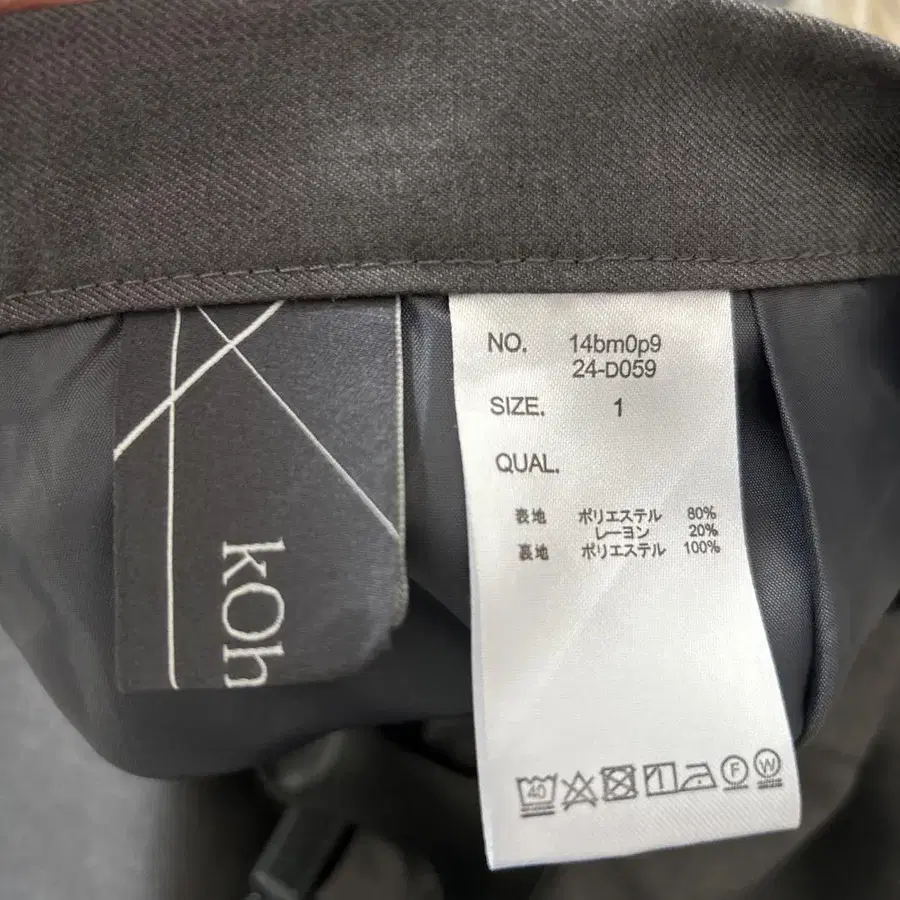 kOh
NO. 14bm0p9
24-D059
SIZE. 1
QUAL.
表地 ポリエステル 80%
レーヨン 20%
裏地 ポリエステル 100%
40
F
W